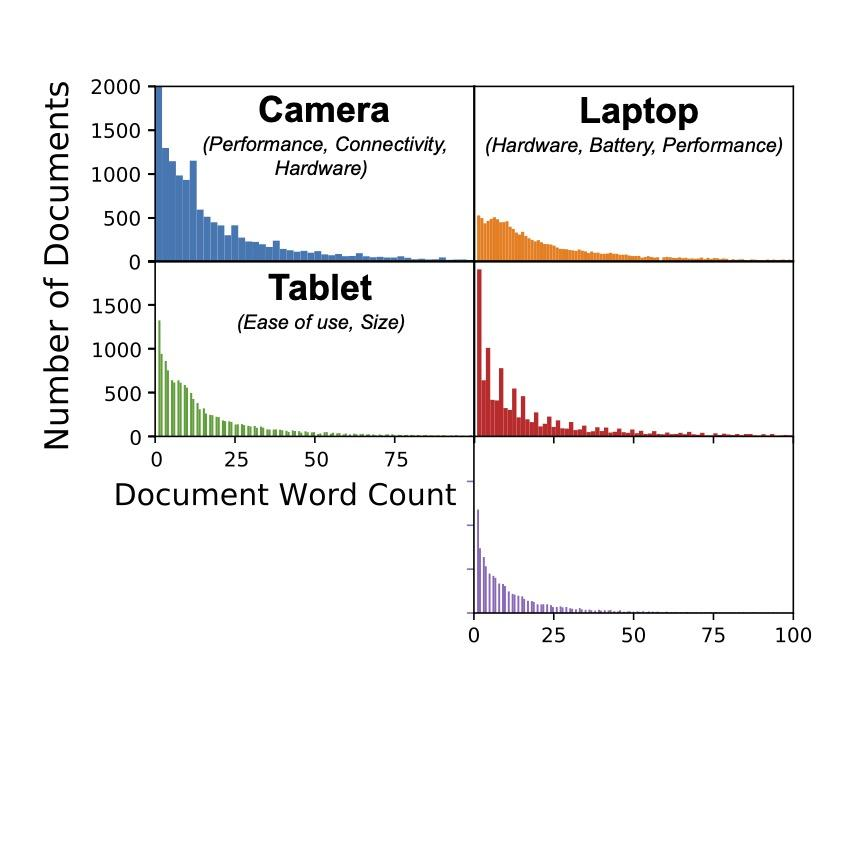 Number of Documents
2000
1500
1000
500
0
Camera
(Performance, Connectivity,
Hardware)
Laptop
(Hardware, Battery, Performance)
1500
1000
500
0
Tablet
(Ease of use, Size)
0 25 50 75
Document Word Count
0 25 50 75 100